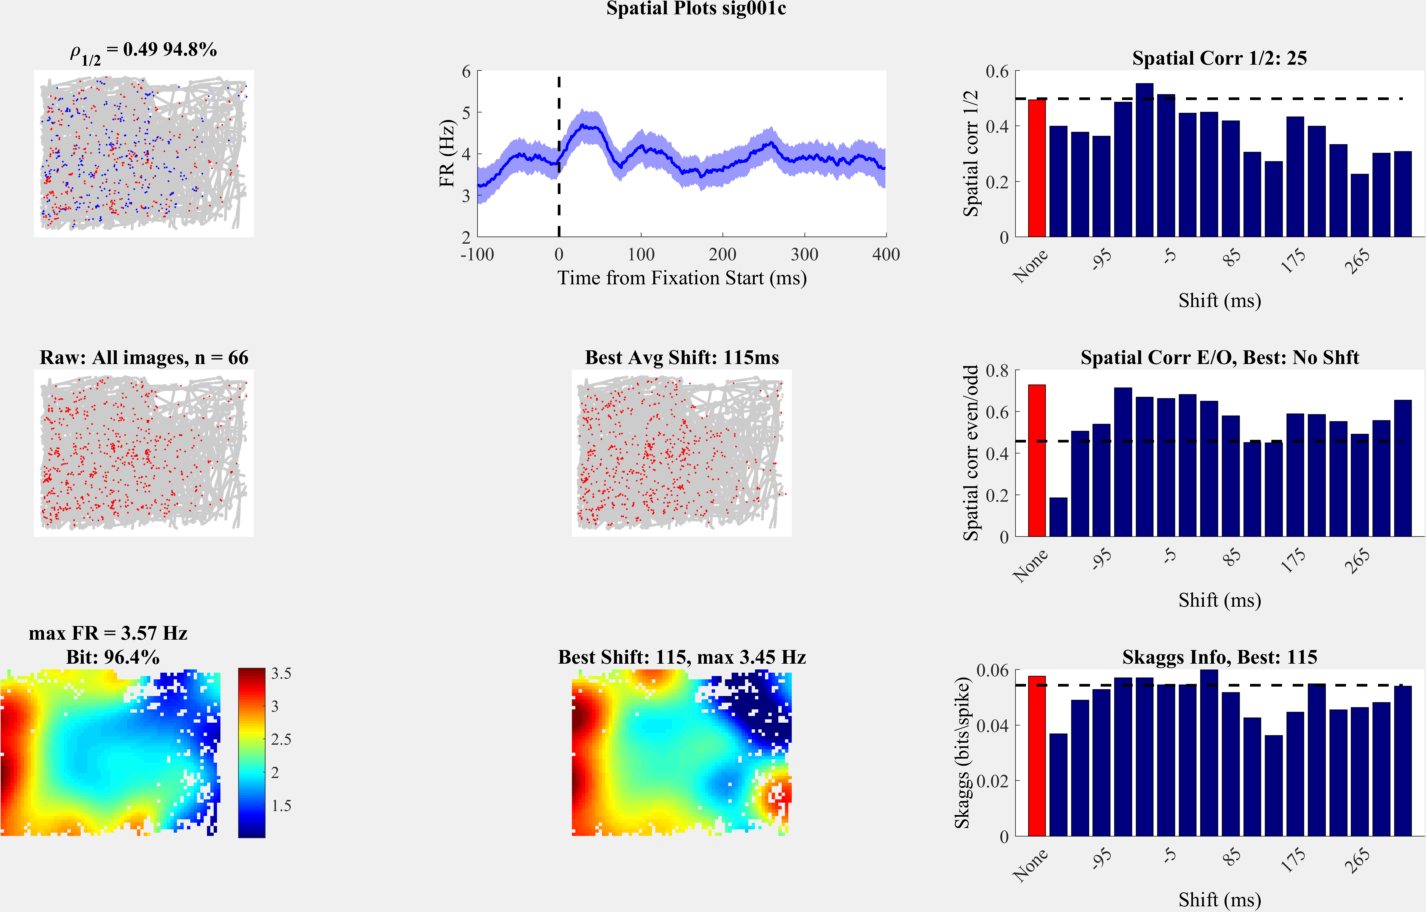 Spatial Plots sig001c
ρ1/2 = 0.49 94.8%
6
5
4
3
2
FR (Hz)
-100
0
100
200
300
400
Time from Fixation Start (ms)
Spatial Corr 1/2: 25
0.6
0.4
0.2
0
Spatial corr 1/2
None
-95
-5
85
175
265
Shift (ms)
Raw: All images, n = 66
Best Avg Shift: 115ms
Spatial Corr E/O, Best: No Shft
0.8
0.6
0.4
0.2
0
Spatial corr even/odd
None
-95
-5
85
175
265
Shift (ms)
max FR = 3.57 Hz
Bit: 96.4%
3.5
3
2.5
2
1.5
Best Shift: 115, max 3.45 Hz
Skaggs Info, Best: 115
0.06
0.04
0.02
0
Skaggs (bits\spike)
None
-95
-5
85
175
265
Shift (ms)